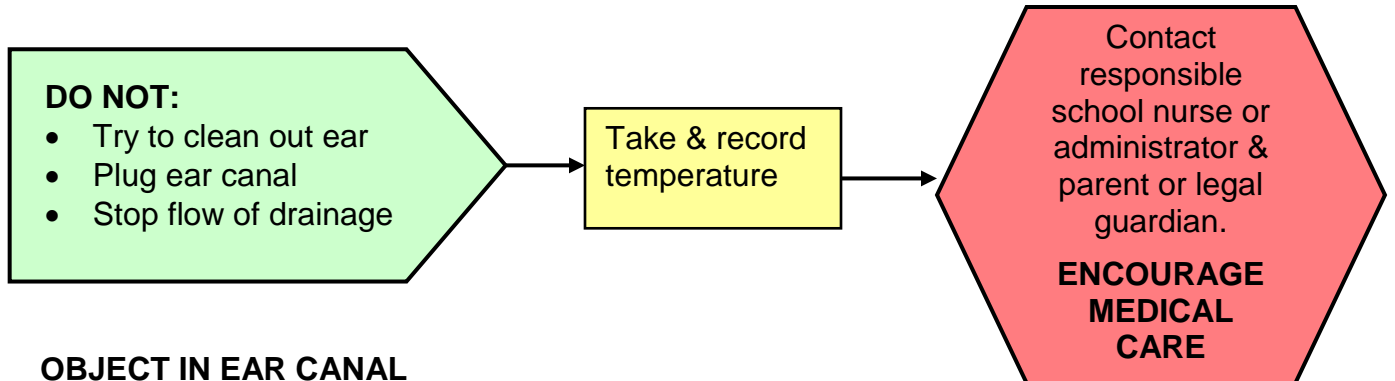 DO NOT:
• Try to clean out ear
• Plug ear canal
• Stop flow of drainage
Take & record
temperature
Contact
responsible
school nurse or
administrator &
parent or legal
guardian.
ENCOURAGE
MEDICAL
CARE
OBJECT IN EAR CANAL